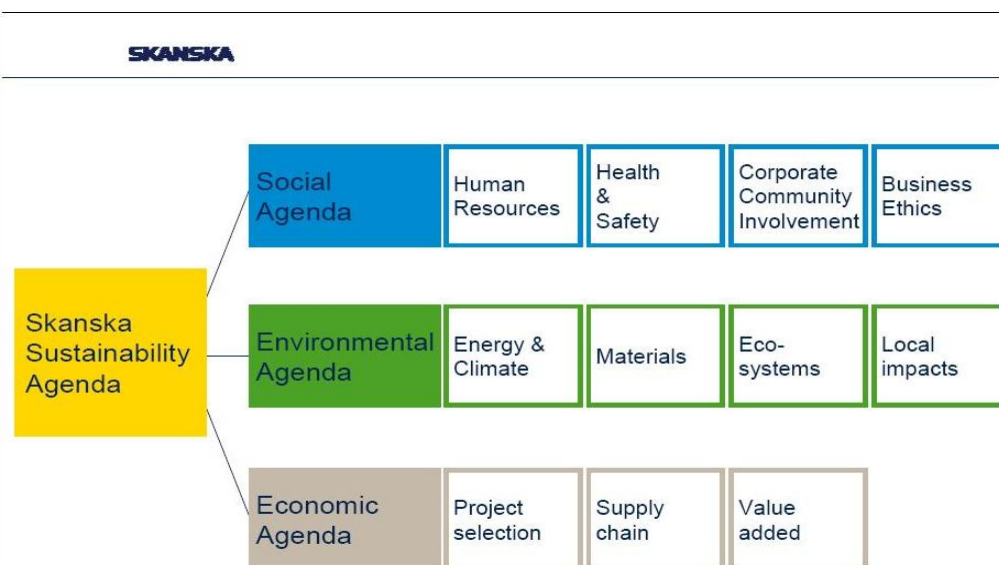 SKANSKA
Skanska
Sustainability
Agenda
Social
Agenda
Human
Resources
Health
&
Safety
Corporate
Community
Involvement
Business
Ethics
Environmental
Agenda
Energy &
Climate
Materials
Eco-
systems
Local
impacts
Economic
Agenda
Project
selection
Supply
chain
Value
added